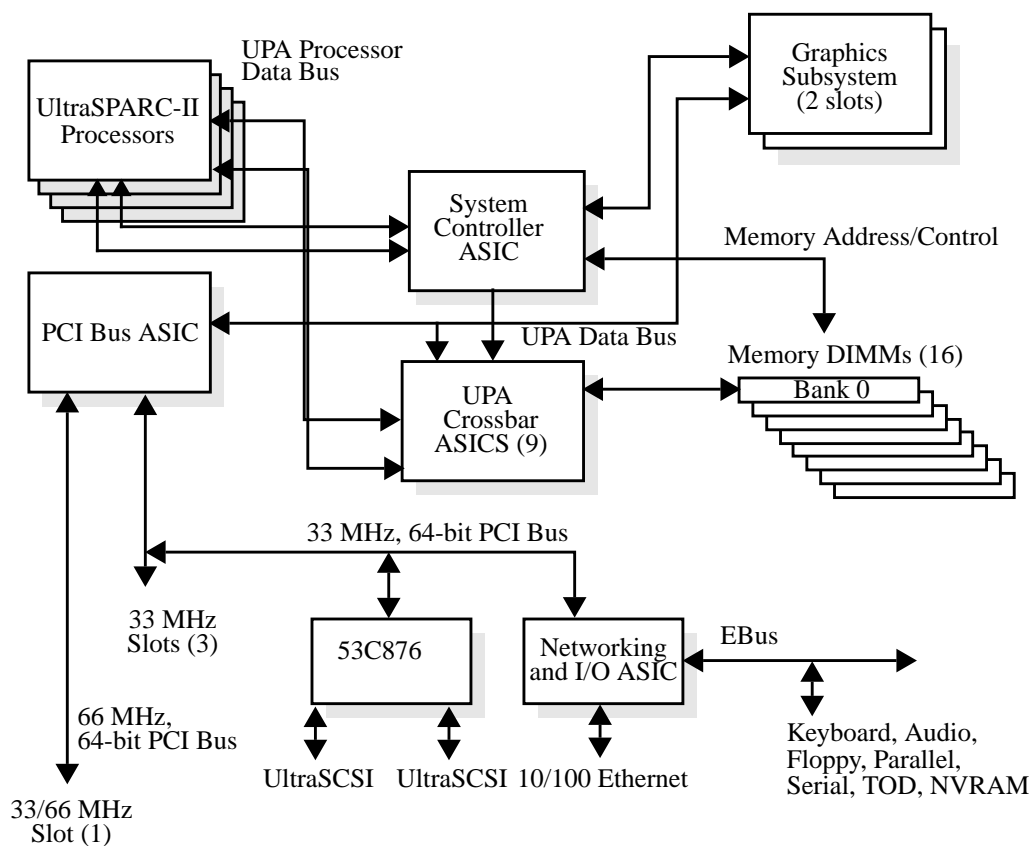 UPA Processor
Data Bus
Graphics
Subsystem
(2 slots)
UltraSPARC-II
Processors
System
Controller
ASIC
Memory Address/Control
PCI Bus ASIC
UPA Data Bus
Memory DIMMs (16)
Bank 0
UPA
Crossbar
ASICS (9)
33 MHz, 64-bit PCI Bus
33 MHz
Slots (3)
53C876
Networking
and I/O ASIC
EBus
66 MHz,
64-bit PCI Bus
UltraSCSI
UltraSCSI
10/100 Ethernet
Keyboard, Audio,
Floppy, Parallel,
Serial, TOD, NVRAM
33/66 MHz
Slot (1)